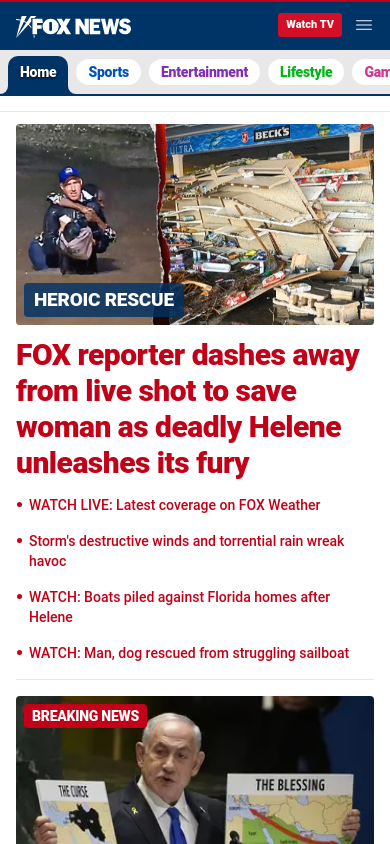 FOX NEWS
Watch TV
Home
Sports
Entertainment
Lifestyle
Gam
ULTRA
BECK'S
HEROIC RESCUE
FOX reporter dashes away
from live shot to save
woman as deadly Helene
unleashes its fury
• WATCH LIVE: Latest coverage on FOX Weather
• Storm's destructive winds and torrential rain wreak
havoc
• WATCH: Boats piled against Florida homes after
Helene
• WATCH: Man, dog rescued from struggling sailboat
BREAKING NEWS
THE CURSE
THE BLESSING